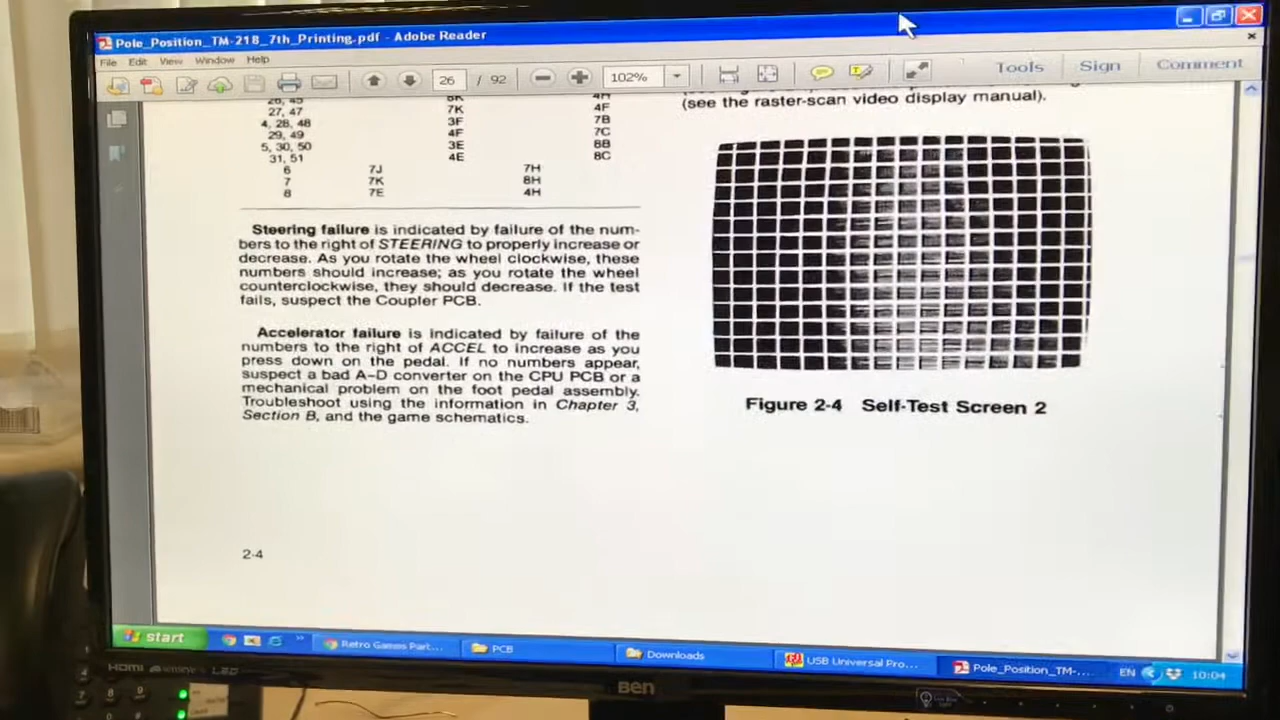 Pole_Position_TM-218_7th_Printing.pdf - Adobe Reader
File Edit View Window Help
26 / 92 102% Tools Sign Comment
26, 45 8K 4H
27, 47 7K 4F
4, 28, 48 3F 7B
29, 49 4F 7C
5, 30, 50 3E 8B
31, 51 4E 8C
6 7J 7H
7 7K 8H
8 7E 4H
Steering failure is indicated by failure of the num-
bers to the right of STEERING to properly increase or
decrease. As you rotate the wheel clockwise, these
numbers should increase; as you rotate the wheel
counterclockwise, they should decrease. If the test
fails, suspect the Coupler PCB.
Accelerator failure is indicated by failure of the
numbers to the right of ACCEL to increase as you
press down on the pedal. If no numbers appear,
suspect a bad A-D converter on the CPU PCB or a
mechanical problem on the foot pedal assembly.
Troubleshoot using the information in Chapter 3,
Section B, and the game schematics.
2-4
(see the raster-scan video display manual).
Figure 2-4 Self-Test Screen 2
start Retro Games Part... PCB Downloads USB Universal Pro... Pole_Position_TM-... EN 10:04
HDMI LED
BenQ